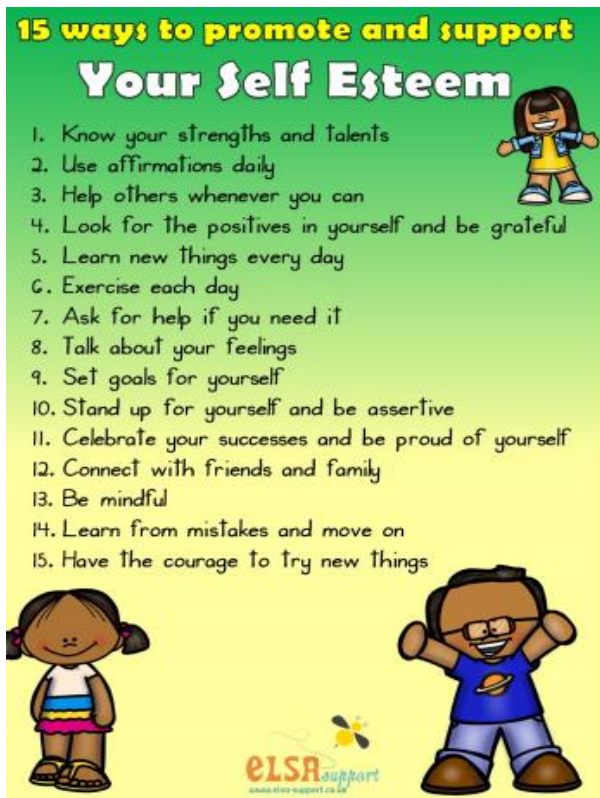 15 ways to promote and support
Your Self Esteem
1. Know your strengths and talents
2. Use affirmations daily
3. Help others whenever you can
4. Look for the positives in yourself and be grateful
5. Learn new things every day
6. Exercise each day
7. Ask for help if you need it
8. Talk about your feelings
9. Set goals for yourself
10. Stand up for yourself and be assertive
11. Celebrate your successes and be proud of yourself
12. Connect with friends and family
13. Be mindful
14. Learn from mistakes and move on
15. Have the courage to try new things
eLSA support
www.elsa-support.co.uk